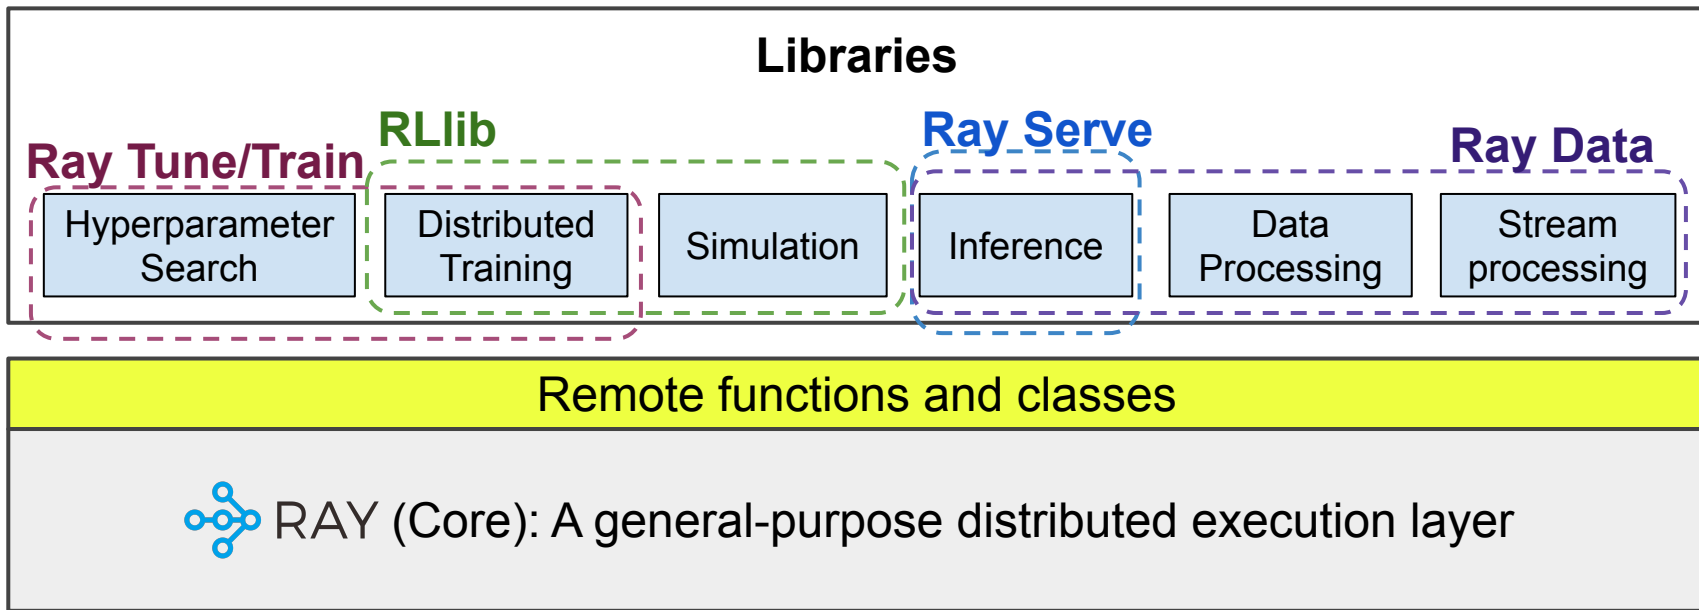 Libraries
Ray Tune/Train
RLlib
Ray Serve
Ray Data
Hyperparameter
Search
Distributed
Training
Simulation
Inference
Data
Processing
Stream
processing
Remote functions and classes
RAY (Core): A general-purpose distributed execution layer